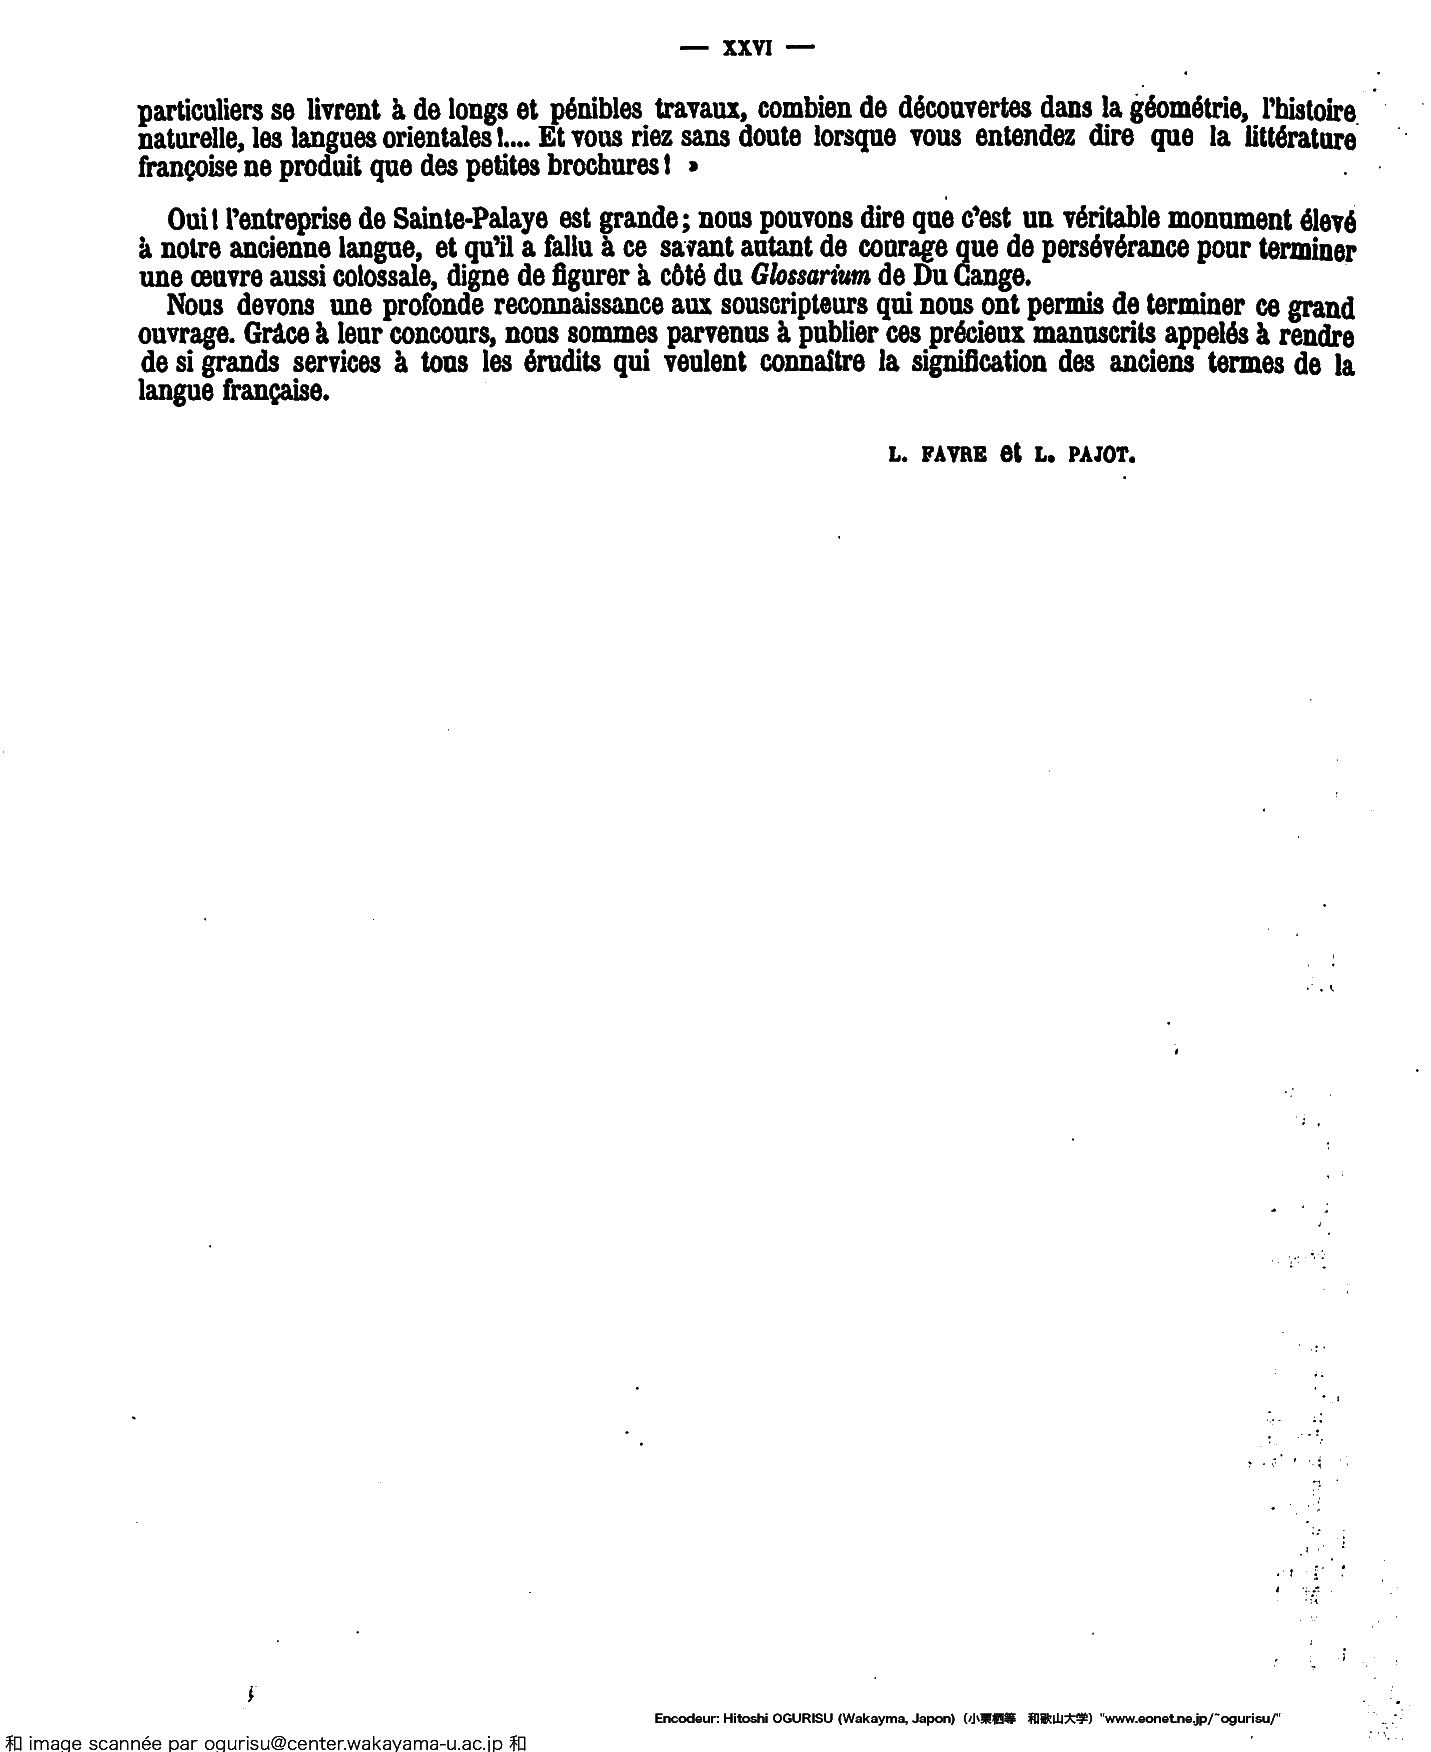 — XXVI —
particuliers se livrent à de longs et pénibles travaux, combien de découvertes dans la géométrie, l'histoire
naturelle, les langues orientales !.... Et vous riez sans doute lorsque vous entendez dire que la littérature
françoise ne produit que des petites brochures ! »
Oui ! l'entreprise de Sainte-Palaye est grande ; nous pouvons dire que c'est un véritable monument élevé
à notre ancienne langue, et qu'il a fallu à ce savant autant de courage que de persévérance pour terminer
une œuvre aussi colossale, digne de figurer à côté du Glossarium de Du Cange.
Nous devons une profonde reconnaissance aux souscripteurs qui nous ont permis de terminer ce grand
ouvrage. Grâce à leur concours, nous sommes parvenus à publier ces précieux manuscrits appelés à rendre
de si grands services à tous les érudits qui veulent connaître la signification des anciens termes de la
langue française.
L. FAVRE et L. PAJOT.
Encodeur: Hitoshi OGURISU (Wakayma, Japon) (小栗栖等 和歌山大学) "www.eonet.ne.jp/~ogurisu/"
和 image scannée par ogurisu@center.wakayama-u.ac.jp 和